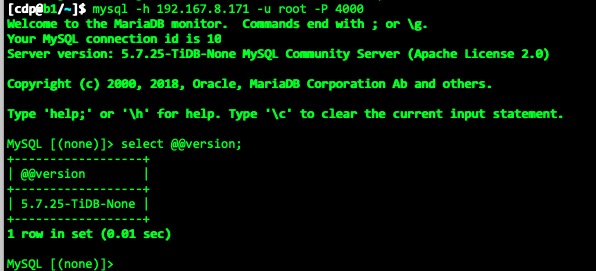 [cdp@b1/~]$ mysql -h 192.167.8.171 -u root -P 4000
Welcome to the MariaDB monitor.  Commands end with ; or \g.
Your MySQL connection id is 10
Server version: 5.7.25-TiDB-None MySQL Community Server (Apache License 2.0)

Copyright (c) 2000, 2018, Oracle, MariaDB Corporation Ab and others.

Type 'help;' or '\h' for help. Type '\c' to clear the current input statement.

MySQL [(none)]> select @@version;
+------------------+
| @@version        |
+------------------+
| 5.7.25-TiDB-None |
+------------------+
1 row in set (0.01 sec)

MySQL [(none)]>